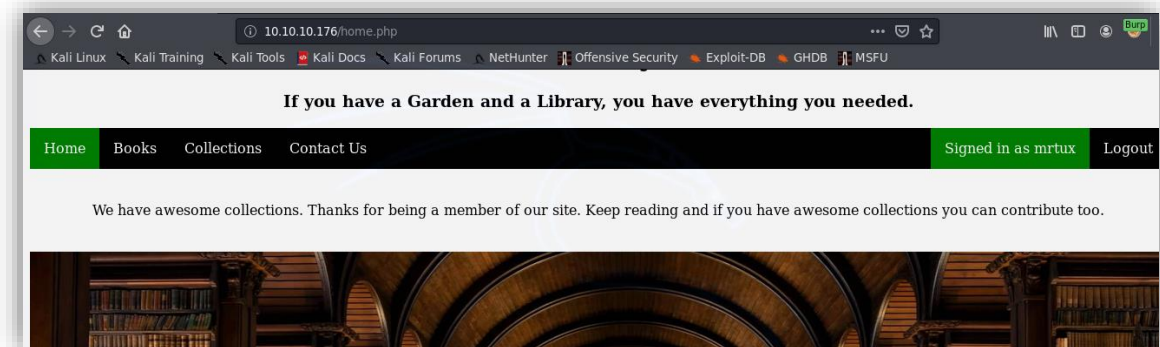 10.10.10.176/home.php
Burp
Kali Linux Kali Training Kali Tools Kali Docs Kali Forums NetHunter Offensive Security Exploit-DB GHDB MSFU
If you have a Garden and a Library, you have everything you needed.
Home Books Collections Contact Us Signed in as mrtux Logout
We have awesome collections. Thanks for being a member of our site. Keep reading and if you have awesome collections you can contribute too.